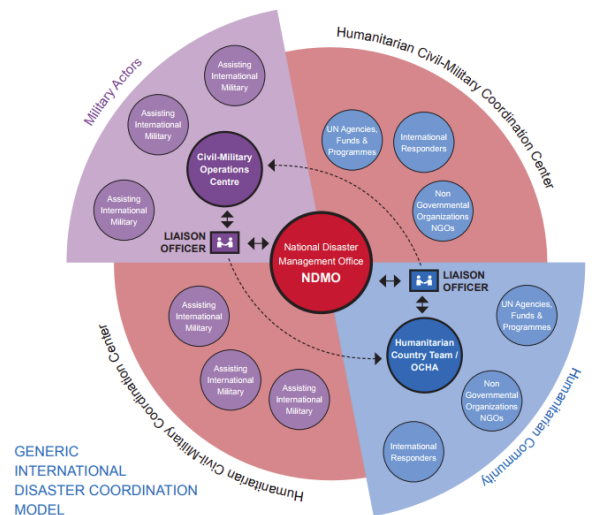 Military Actors
Humanitarian Civil-Military Coordination Center
Assisting
International
Military
Assisting
International
Military
Assisting
International
Military
Civil-Military
Operations
Centre
LIAISON
OFFICER
UN Agencies,
Funds &
Programmes
International
Responders
Non
Governmental
Organizations
NGOs
National Disaster
Management Office
NDMO
LIAISON
OFFICER
Assisting
International
Military
Assisting
International
Military
Assisting
International
Military
Humanitarian Civil-Military Coordination Center
Humanitarian
Country Team /
OCHA
UN Agencies,
Funds &
Programmes
Non
Governmental
Organizations
NGOs
International
Responders
Humanitarian Community
GENERIC
INTERNATIONAL
DISASTER COORDINATION
MODEL